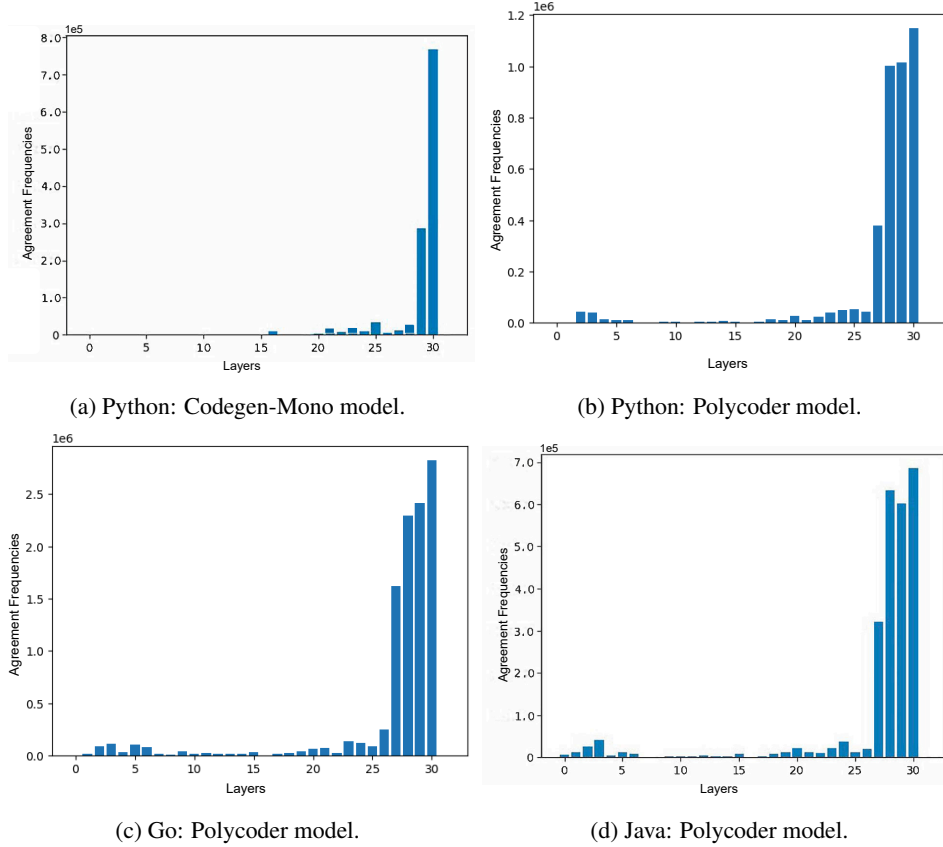 1e5
8.0
7.0
6.0
5.0
4.0
3.0
2.0
1.0
0
Agreement Frequencies
0 5 10 15 20 25 30
Layers
(a) Python: Codegen-Mono model.
1e6
1.2
1.0
0.8
0.6
0.4
0.2
0.0
Agreement Frequencies
0 5 10 15 20 25 30
Layers
(b) Python: Polycoder model.
1e6
2.5
2.0
1.5
1.0
0.5
0.0
Agreement Frequencies
0 5 10 15 20 25 30
Layers
(c) Go: Polycoder model.
1e5
7.0
6.0
5.0
4.0
3.0
2.0
1.0
0
Agreement Frequencies
0 5 10 15 20 25 30
Layers
(d) Java: Polycoder model.